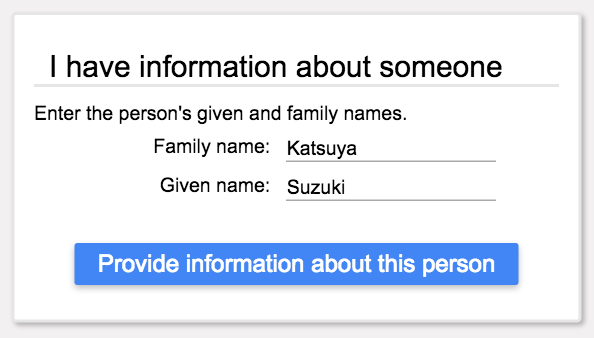 I have information about someone
Enter the person's given and family names.
Family name: Katsuya
Given name: Suzuki
Provide information about this person